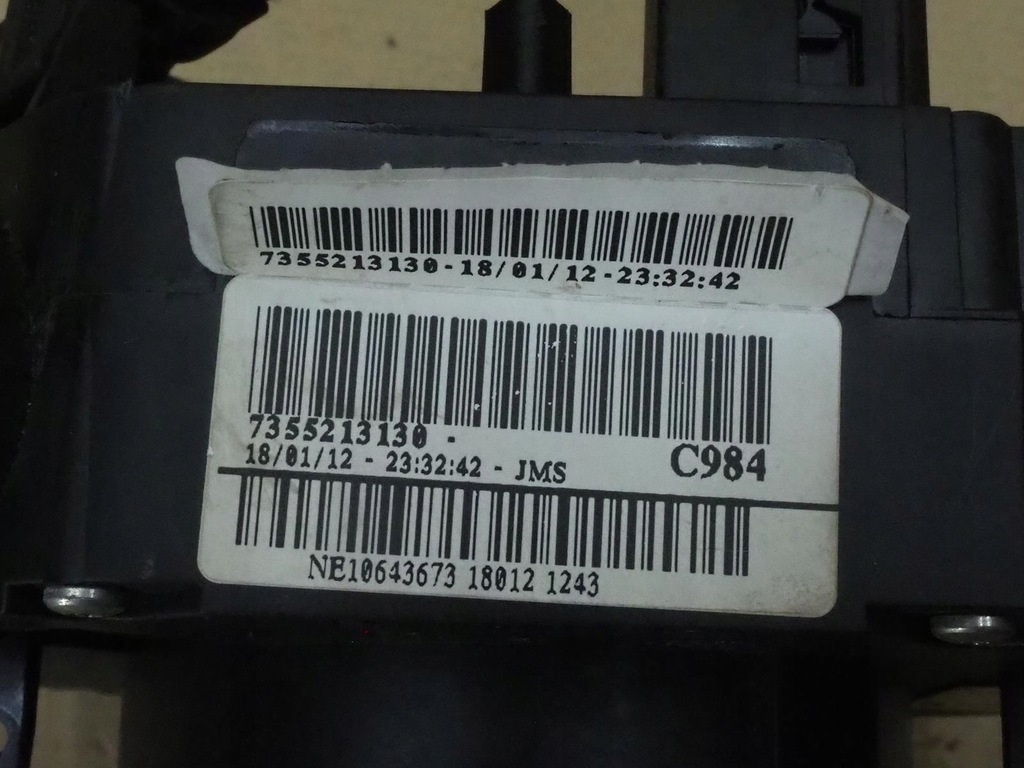 7355213130-18/01/12-23:32:42
7355213130 -
18/01/12 - 23:32:42 - JMS
C984
NE10643673 18012 1243